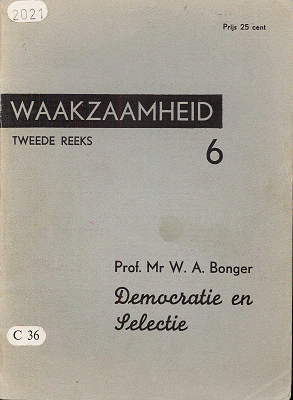 2021
Prijs 25 cent
WAAKZAAMHEID
TWEEDE REEKS
6
Prof. Mr W. A. Bonger
Democratie en
Selectie
C 36